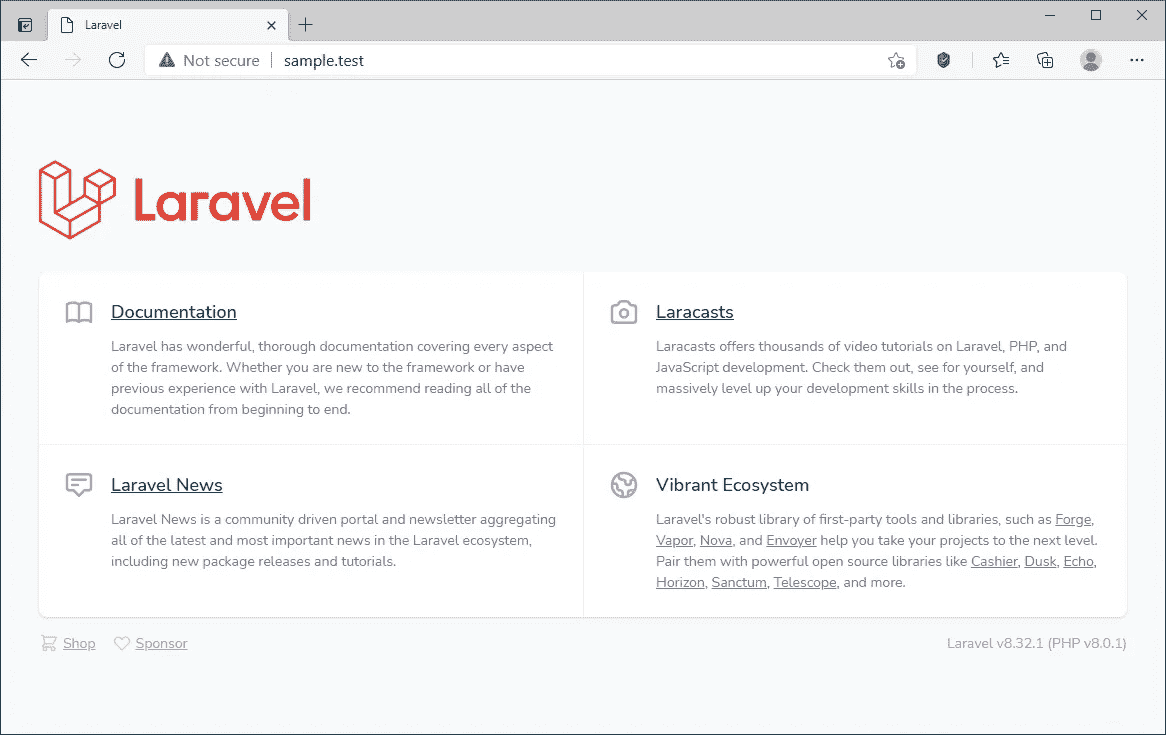 Laravel
Not secure
sample.test
Laravel
Documentation
Laravel has wonderful, thorough documentation covering every aspect
of the framework. Whether you are new to the framework or have
previous experience with Laravel, we recommend reading all of the
documentation from beginning to end.
Laracasts
Laracasts offers thousands of video tutorials on Laravel, PHP, and
JavaScript development. Check them out, see for yourself, and
massively level up your development skills in the process.
Laravel News
Laravel News is a community driven portal and newsletter aggregating
all of the latest and most important news in the Laravel ecosystem,
including new package releases and tutorials.
Vibrant Ecosystem
Laravel's robust library of first-party tools and libraries, such as Forge,
Vapor, Nova, and Envoyer help you take your projects to the next level.
Pair them with powerful open source libraries like Cashier, Dusk, Echo,
Horizon, Sanctum, Telescope, and more.
Shop
Sponsor
Laravel v8.32.1 (PHP v8.0.1)